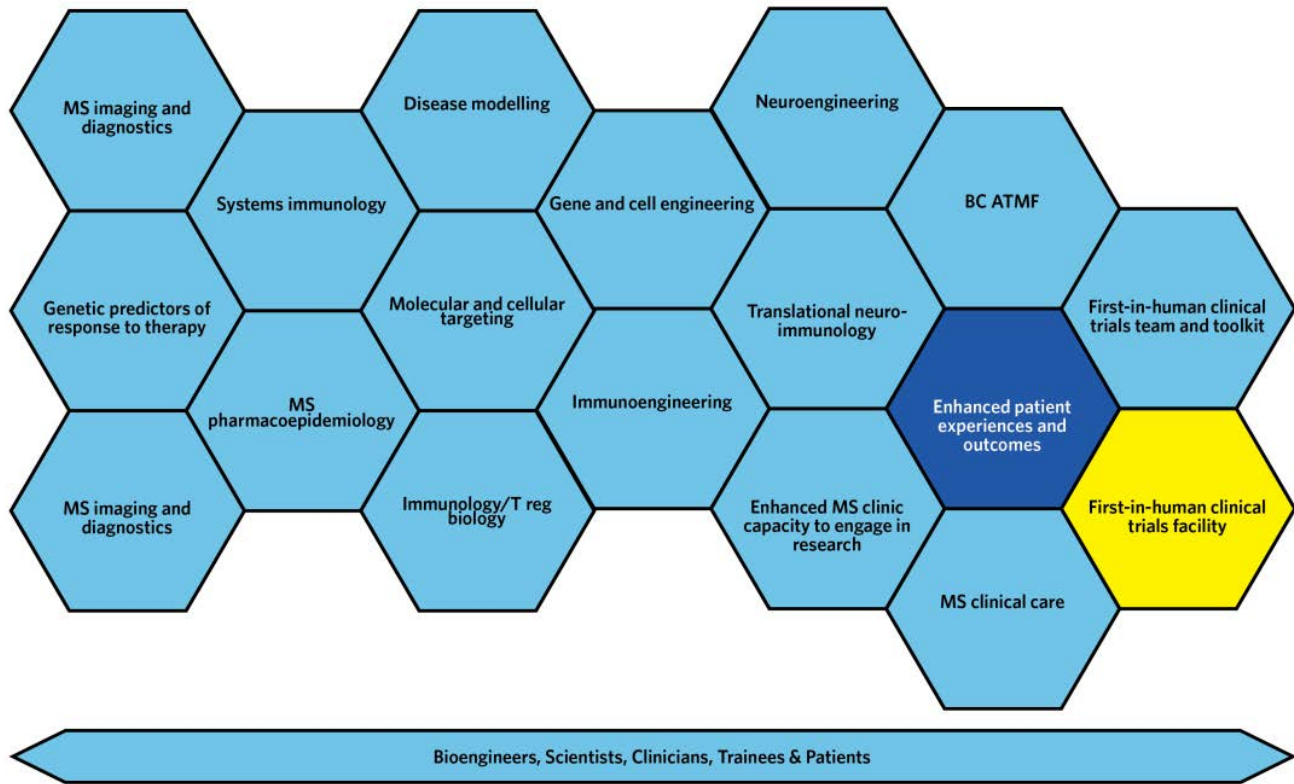 MS imaging and
diagnostics
Disease modelling
Neuroengineering
Systems immunology
Gene and cell engineering
BC ATMF
Genetic predictors of
response to therapy
Molecular and cellular
targeting
Translational neuro-
immunology
First-in-human clinical
trials team and toolkit
MS
pharmacoepidemiology
Immunoengineering
Enhanced patient
experiences and
outcomes
MS imaging and
diagnostics
Immunology/T reg
biology
Enhanced MS clinic
capacity to engage in
research
First-in-human clinical
trials facility
MS clinical care
Bioengineers, Scientists, Clinicians, Trainees & Patients